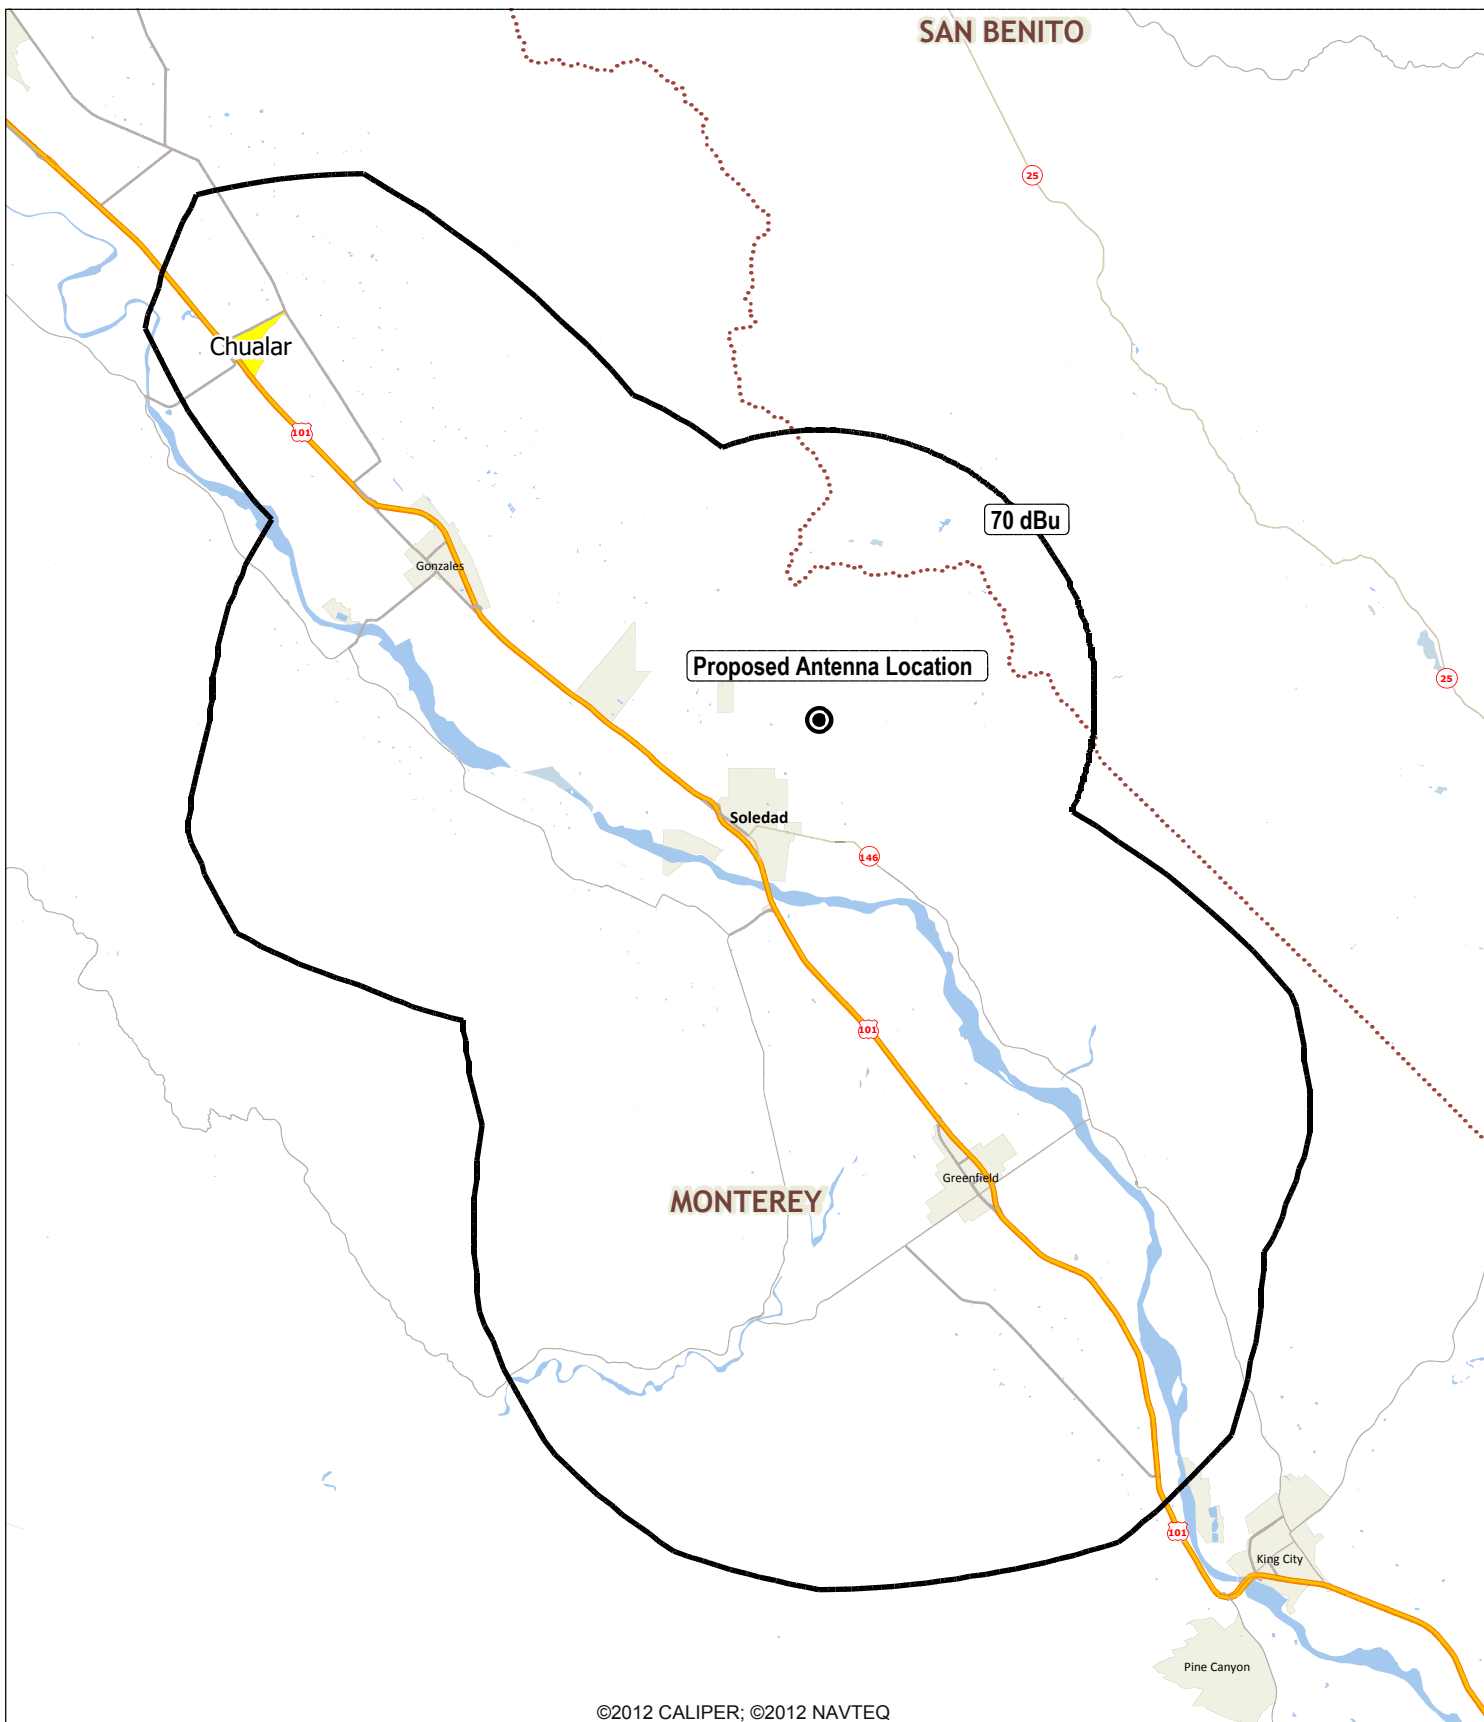 SAN BENITO
25
Chualar
101
70 dBu
Gonzales
Proposed Antenna Location
25
Soledad
146
101
Greenfield
MONTEREY
101
King City
Pine Canyon
©2012 CALIPER; ©2012 NAVTEQ